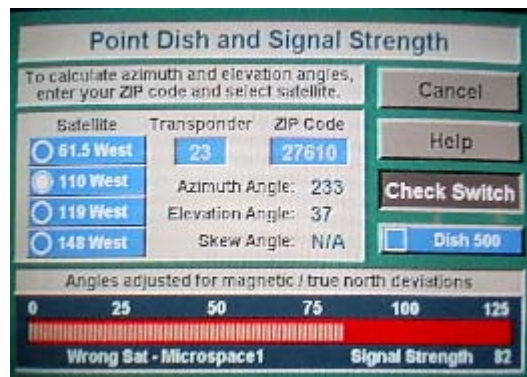 Point Dish and Signal Strength
To calculate azimuth and elevation angles,
enter your ZIP code and select satellite.
Cancel
Satellite Transponder ZIP Code
61.5 West 23 27610
Help
110 West Azimuth Angle: 233
Check Switch
119 West Elevation Angle: 37
148 West Skew Angle: N/A
Dish 500
Angles adjusted for magnetic / true north deviations
0 25 50 75 100 125
Wrong Sat - Microspace1 Signal Strength 82